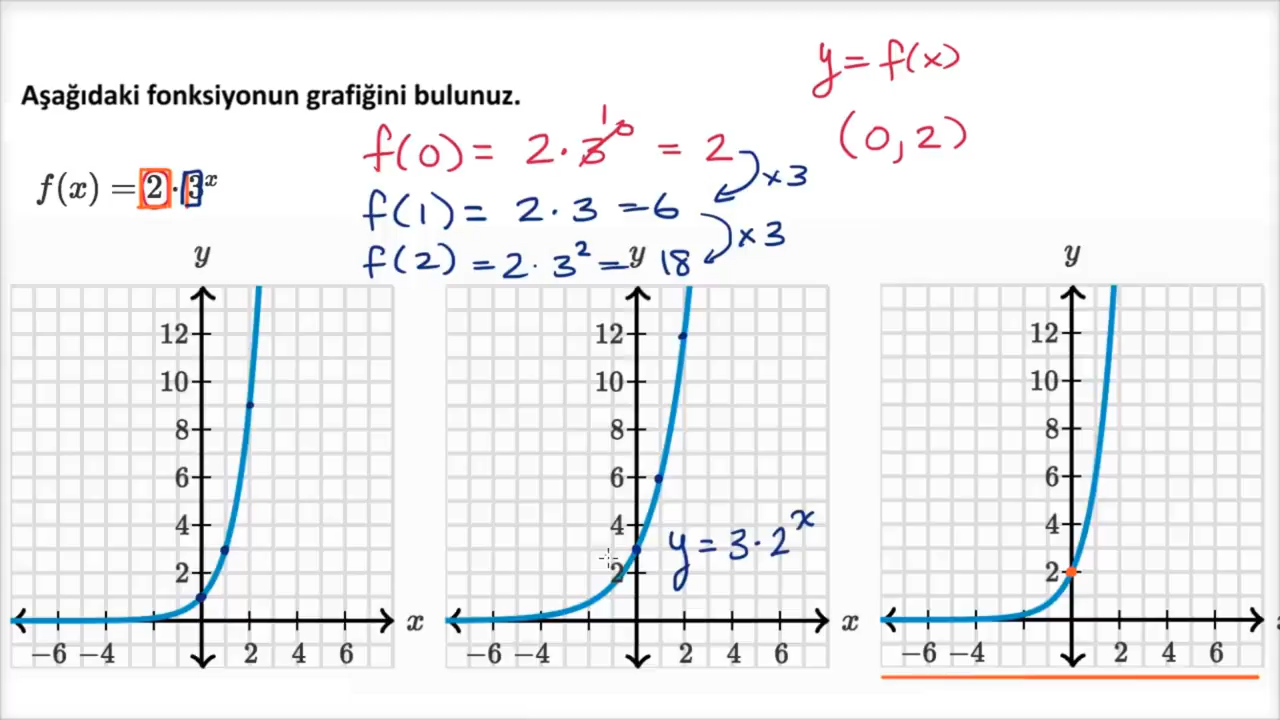 y = f(x)
Aşağıdaki fonksiyonun grafiğini bulunuz.
f(0) = 2 · 3⁰ 1 = 2
(0, 2)
×3
f(x) = 2 · 3ˣ
f(1) = 2 · 3 = 6
×3
f(2) = 2 · 3² = 18
y y y
12 12 12
10 10 10
8 8 8
6 6 6
4 4 4
y = 3 · 2ˣ
2 2 2
x x
−6 −4 2 4 6 −6 −4 2 4 6 −6 −4 2 4 6